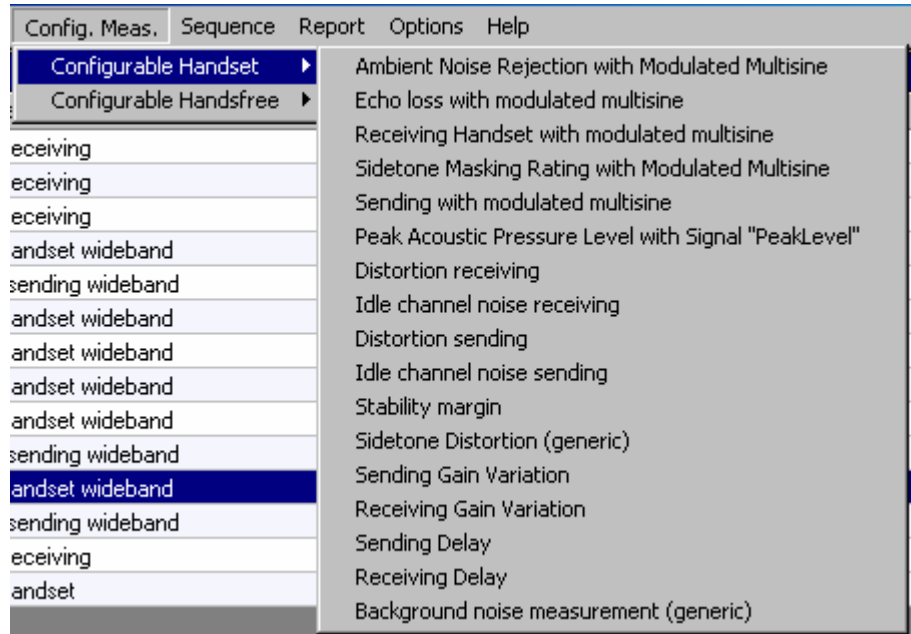 Config. Meas. Sequence Report Options Help
Configurable Handset
Configurable Handsfree
eceiving
eceiving
eceiving
andset wideband
sending wideband
andset wideband
andset wideband
andset wideband
andset wideband
sending wideband
andset wideband
sending wideband
eceiving
andset
Ambient Noise Rejection with Modulated Multisine
Echo loss with modulated multisine
Receiving Handset with modulated multisine
Sidetone Masking Rating with Modulated Multisine
Sending with modulated multisine
Peak Acoustic Pressure Level with Signal "PeakLevel"
Distortion receiving
Idle channel noise receiving
Distortion sending
Idle channel noise sending
Stability margin
Sidetone Distortion (generic)
Sending Gain Variation
Receiving Gain Variation
Sending Delay
Receiving Delay
Background noise measurement (generic)